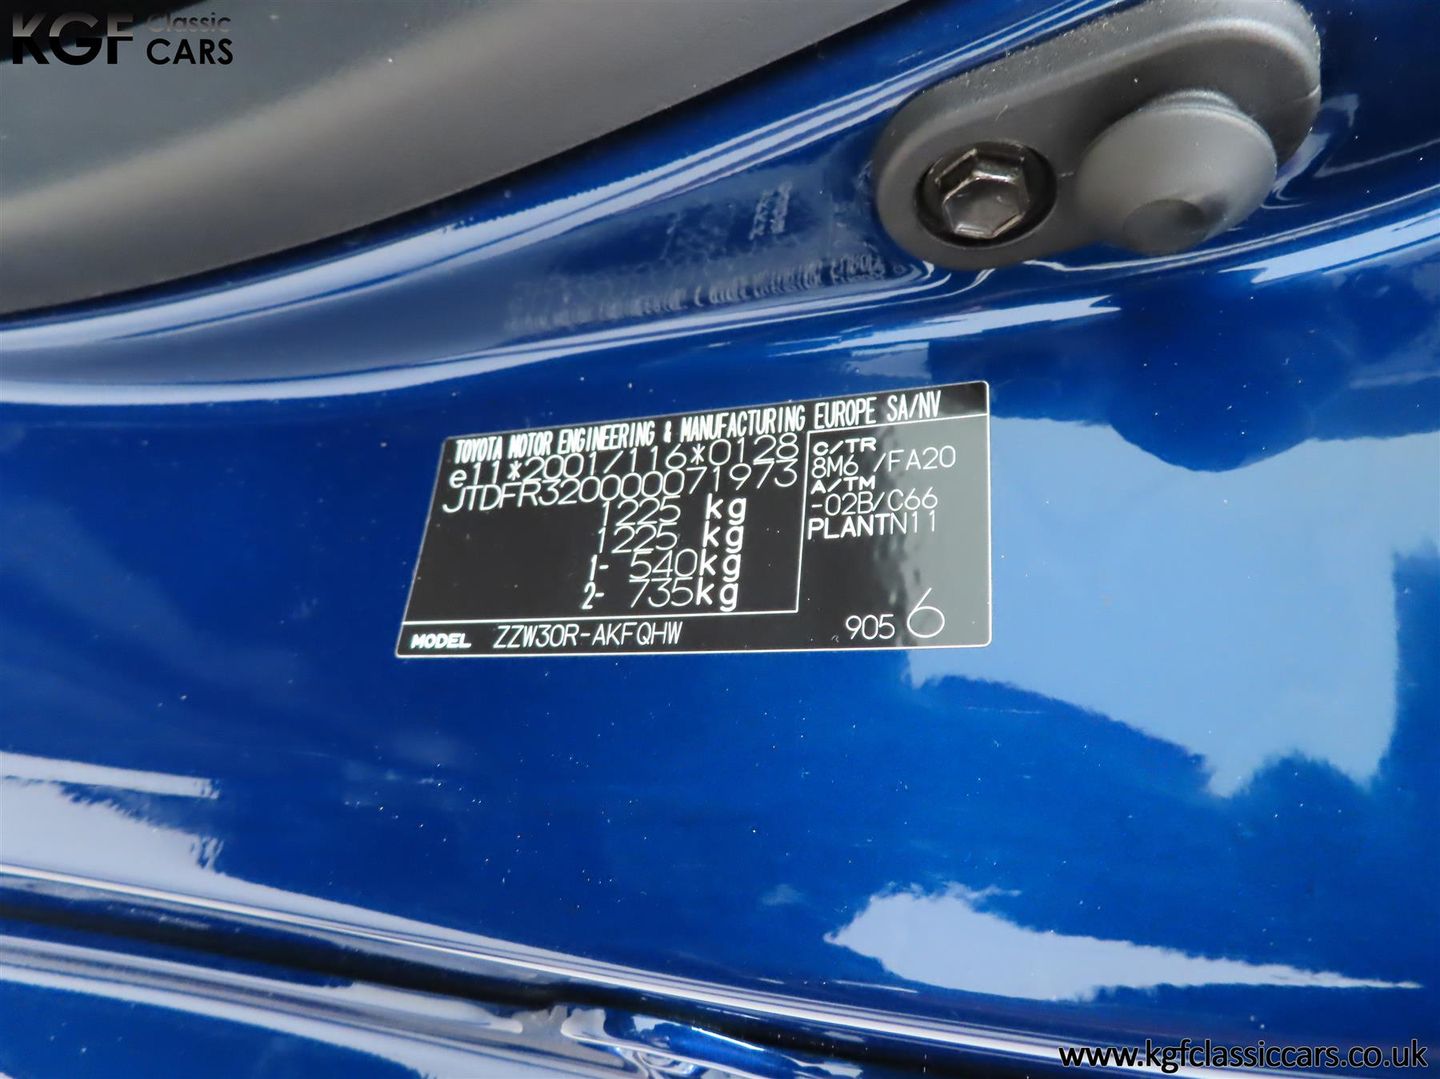 KGF Classic
CARS
TOYOTA MOTOR ENGINEERING & MANUFACTURING EUROPE SA/NV
e11*2001/116*0128
JTDFR320000071973
1225 kg
1225 kg
1- 540kg
2- 735kg
C/TR
8M6 /FA20
A/TM
-02B/C66
PLANTN11
MODEL ZZW30R-AKFQHW
905 6
www.kgfclassiccars.co.uk